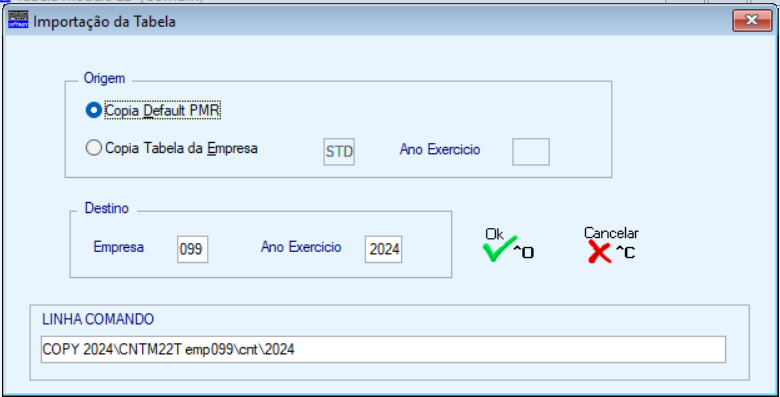 Importação da Tabela
Origem
Copia Default PMR
Copia Tabela da Empresa STD Ano Exercicio
Destino
Empresa 099 Ano Exercicio 2024
Ok ^O
Cancelar ^C
LINHA COMANDO
COPY 2024\CNTM22T emp099\cnt\2024